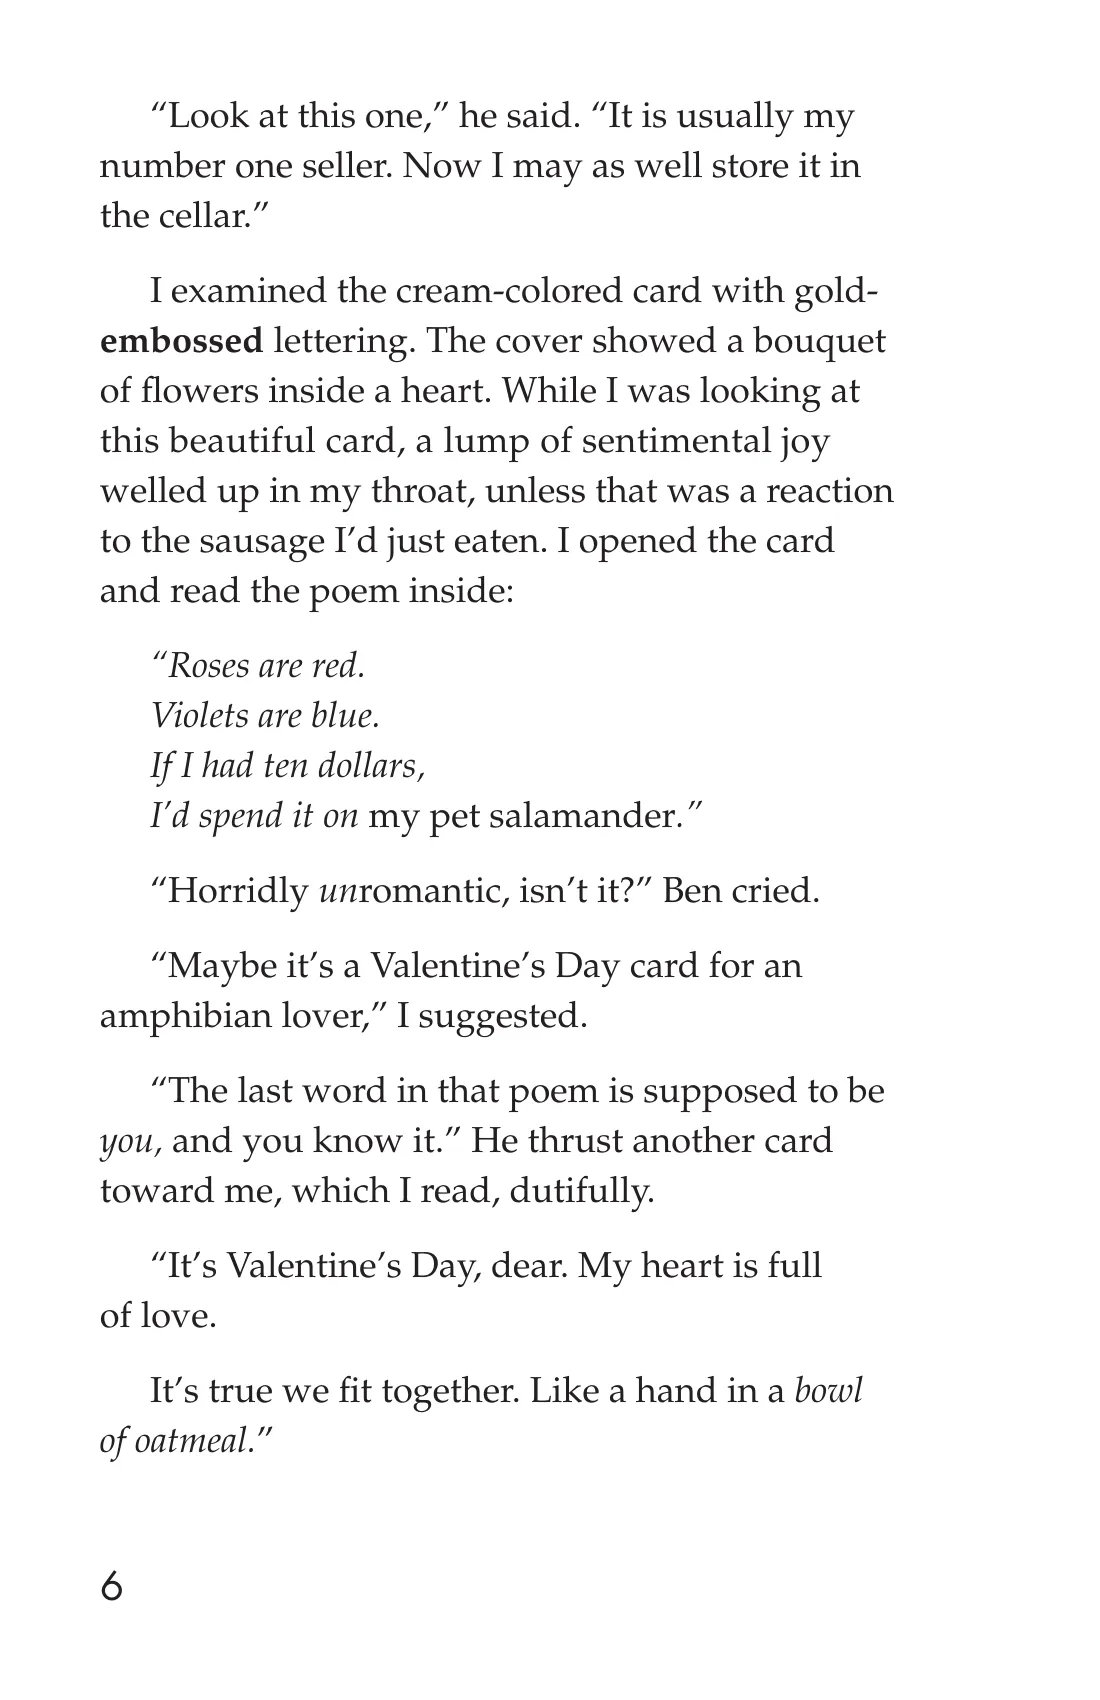 “Look at this one,” he said. “It is usually my
number one seller. Now I may as well store it in
the cellar.”
I examined the cream-colored card with gold-
embossed lettering. The cover showed a bouquet
of flowers inside a heart. While I was looking at
this beautiful card, a lump of sentimental joy
welled up in my throat, unless that was a reaction
to the sausage I’d just eaten. I opened the card
and read the poem inside:
“Roses are red.
Violets are blue.
If I had ten dollars,
I’d spend it on my pet salamander.”
“Horridly unromantic, isn’t it?” Ben cried.
“Maybe it’s a Valentine’s Day card for an
amphibian lover,” I suggested.
“The last word in that poem is supposed to be
you, and you know it.” He thrust another card
toward me, which I read, dutifully.
“It’s Valentine’s Day, dear. My heart is full
of love.
It’s true we fit together. Like a hand in a bowl
of oatmeal.”
6